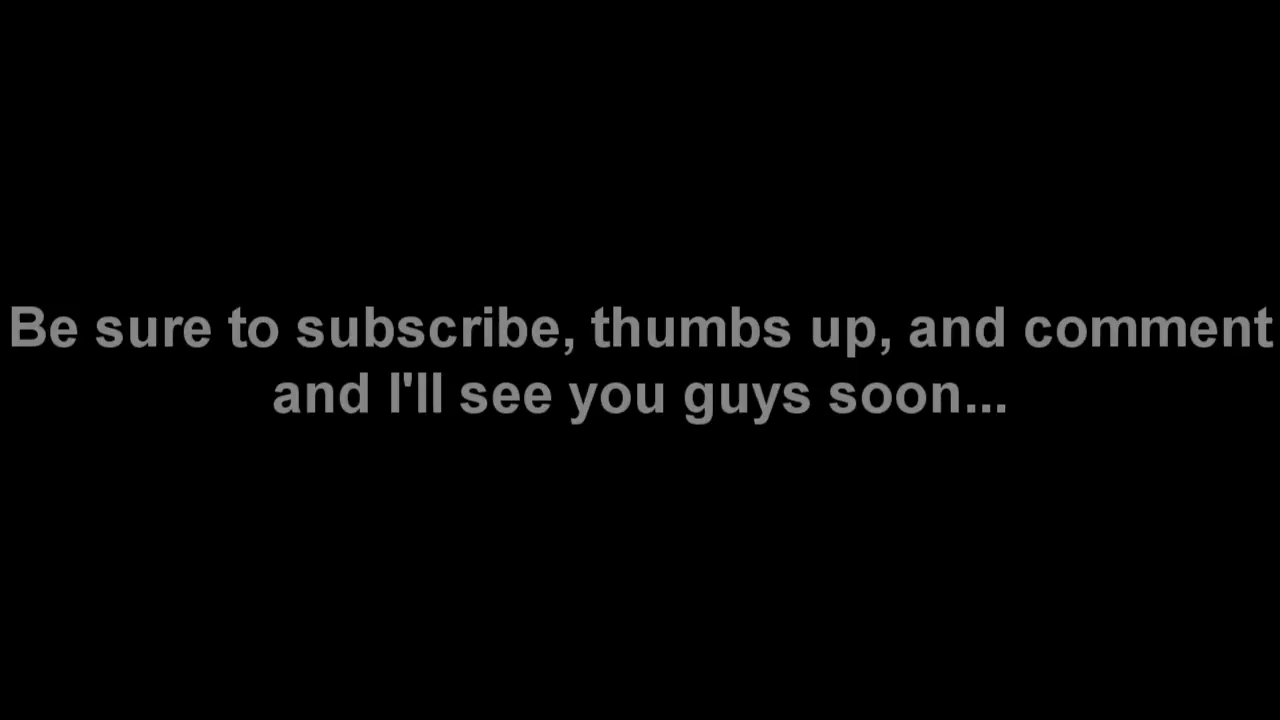 Be sure to subscribe, thumbs up, and comment
and I'll see you guys soon...